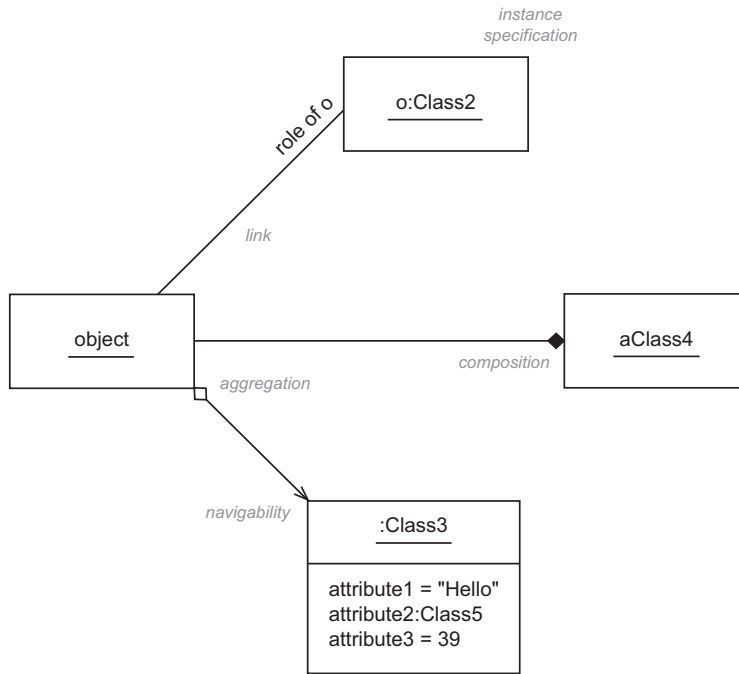 instance
specification
o:Class2
role of o
link
object
aClass4
composition
aggregation
navigability
:Class3
attribute1 = "Hello"
attribute2:Class5
attribute3 = 39